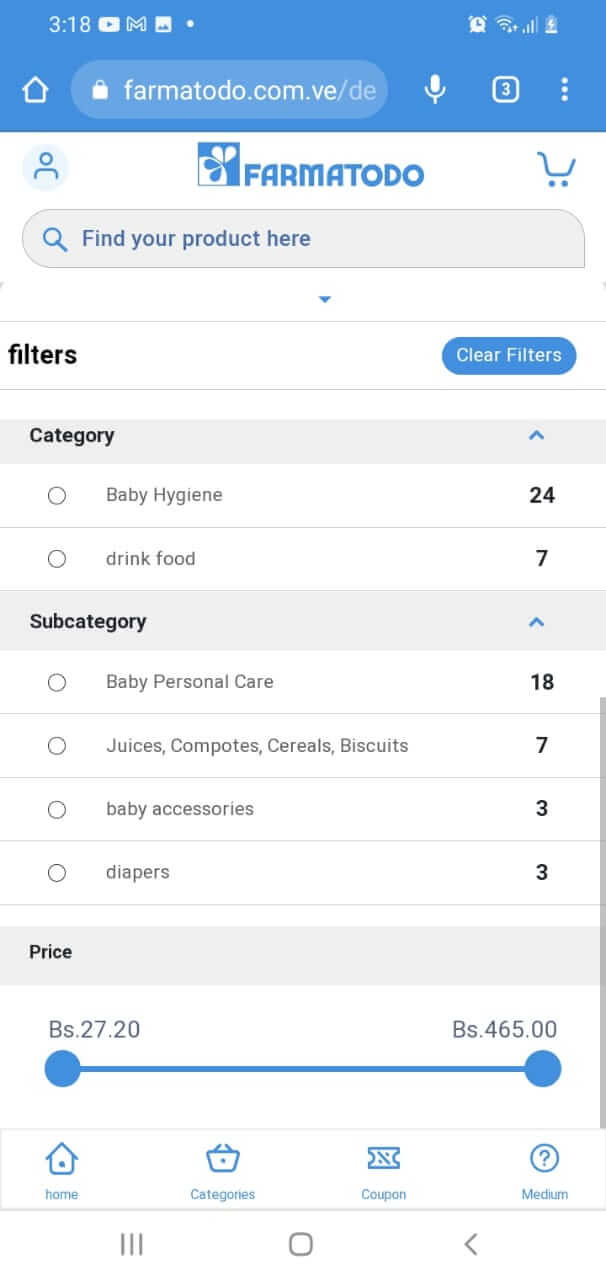 3:18
farmatodo.com.ve/de
3
FARMATODO
Find your product here
filters
Clear Filters
Category
Baby Hygiene 24
drink food 7
Subcategory
Baby Personal Care 18
Juices, Compotes, Cereals, Biscuits 7
baby accessories 3
diapers 3
Price
Bs.27.20 Bs.465.00
home Categories Coupon Medium